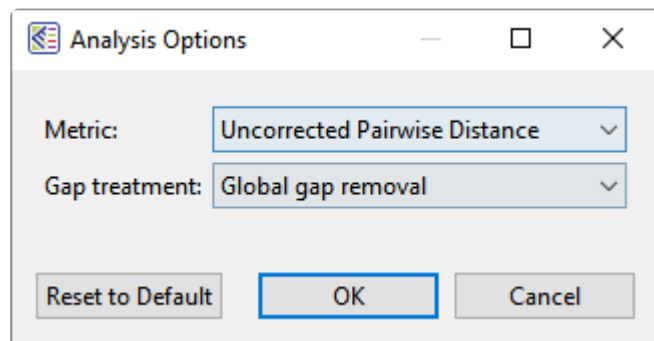 Analysis Options
Metric: Uncorrected Pairwise Distance
Gap treatment: Global gap removal
Reset to Default OK Cancel